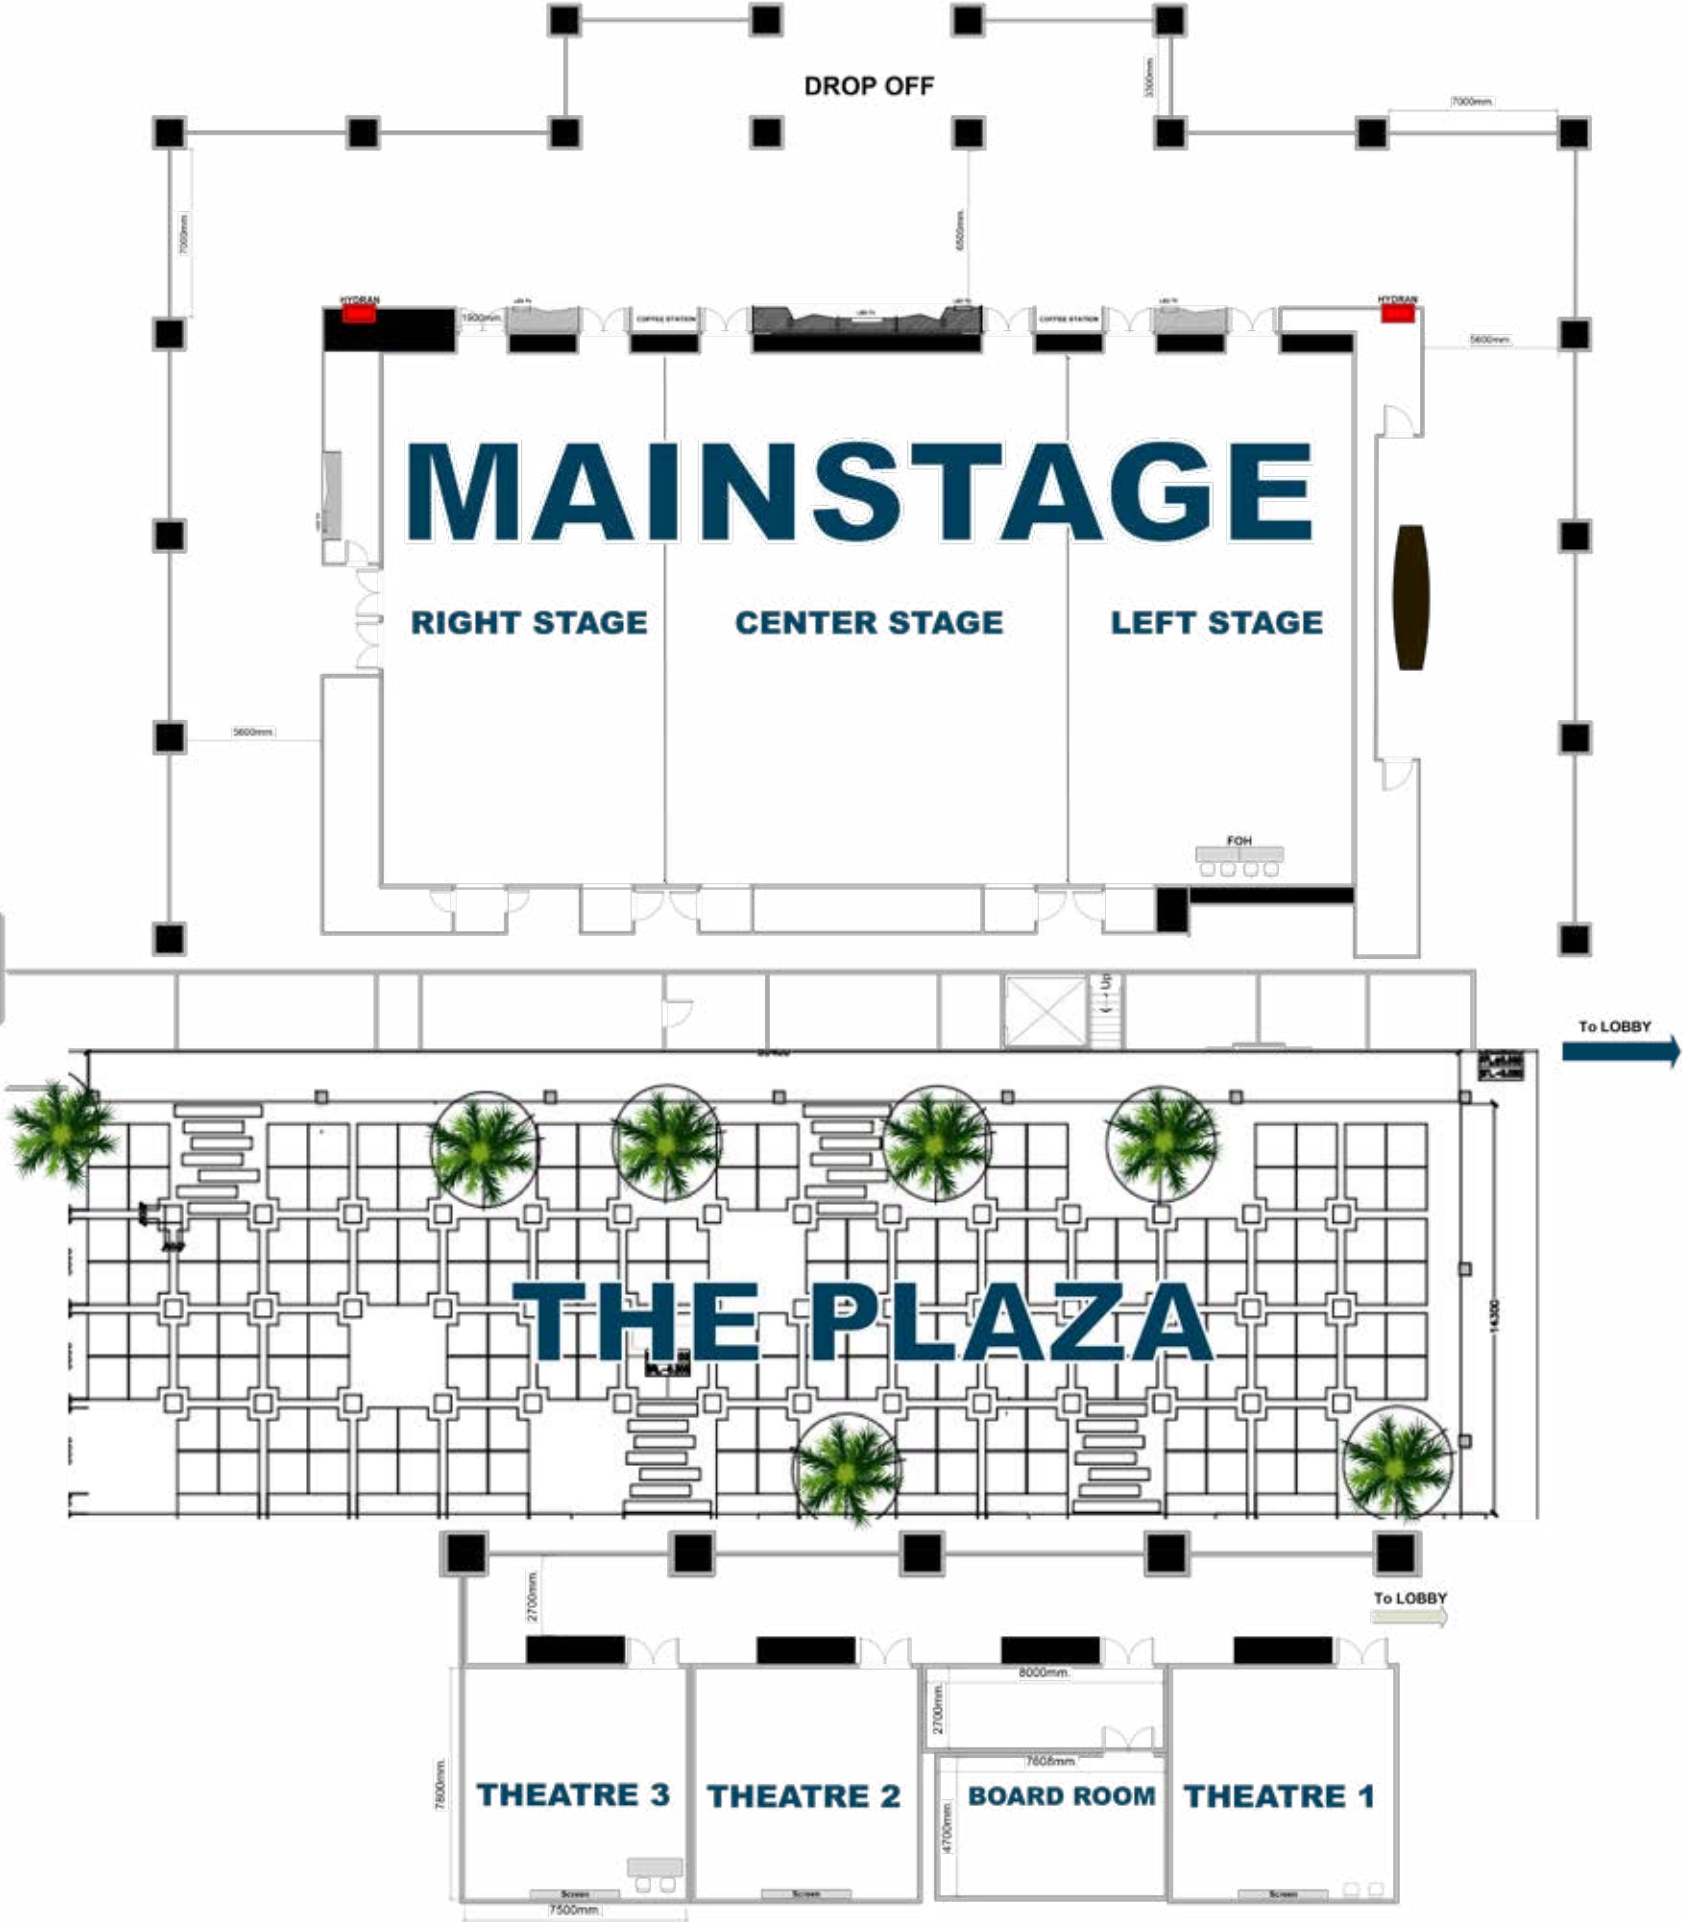 DROP OFF
3300mm.
7000mm.
7000mm.
6500mm.
HYDRAN
HYDRAN
1900mm.
COFFEE STATION
COFFEE STATION
5600mm.
MAINSTAGE
RIGHT STAGE
CENTER STAGE
LEFT STAGE
5600mm.
FOH
Up
To LOBBY
THE PLAZA
14300
2700mm.
To LOBBY
8000mm.
2700mm.
7608mm.
7800mm.
THEATRE 3
THEATRE 2
BOARD ROOM
THEATRE 1
4700mm.
Screen
Screen
Screen
7500mm.